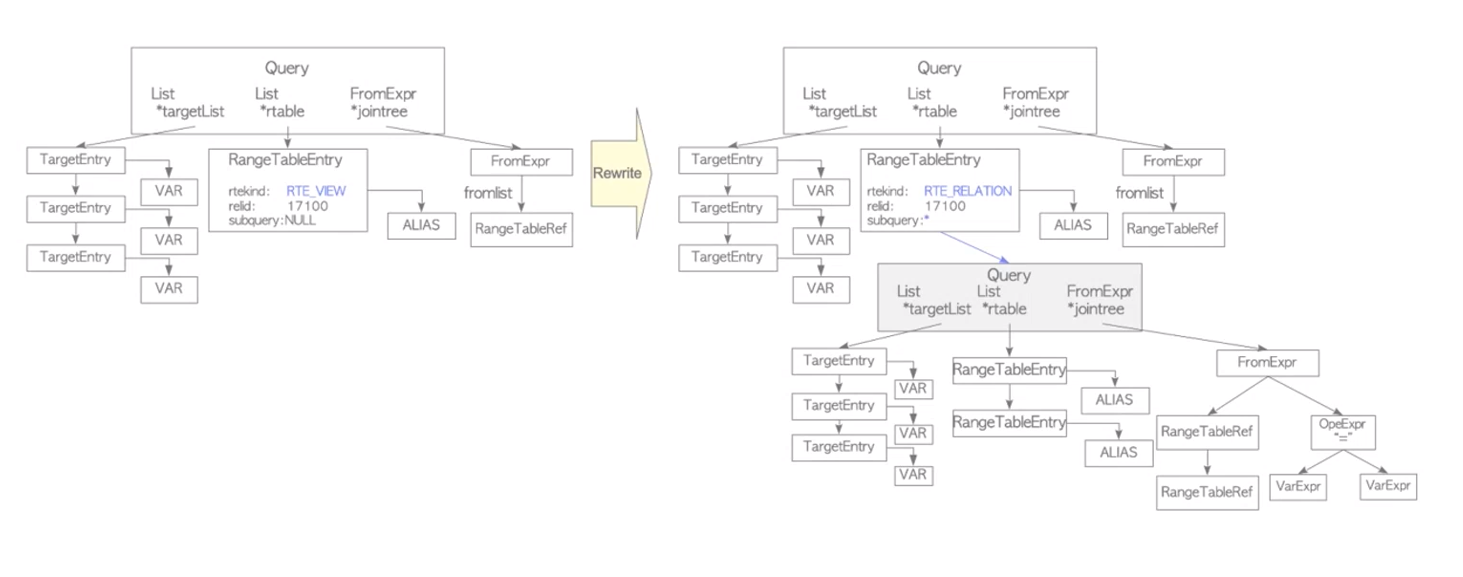 Query
List List FromExpr
*targetList *rtable *jointree
TargetEntry
VAR
TargetEntry
VAR
TargetEntry
VAR
RangeTableEntry
rtekind: RTE_VIEW
relid: 17100
subquery:NULL
ALIAS
FromExpr
fromlist
RangeTableRef
Rewrite
Query
List List FromExpr
*targetList *rtable *jointree
TargetEntry
VAR
TargetEntry
VAR
TargetEntry
VAR
RangeTableEntry
rtekind: RTE_RELATION
relid: 17100
subquery:*
ALIAS
FromExpr
fromlist
RangeTableRef
Query
List List FromExpr
*targetList *rtable *jointree
TargetEntry
VAR
TargetEntry
VAR
TargetEntry
VAR
RangeTableEntry
ALIAS
RangeTableEntry
ALIAS
FromExpr
RangeTableRef
RangeTableRef
OpeExpr
"="
VarExpr
VarExpr